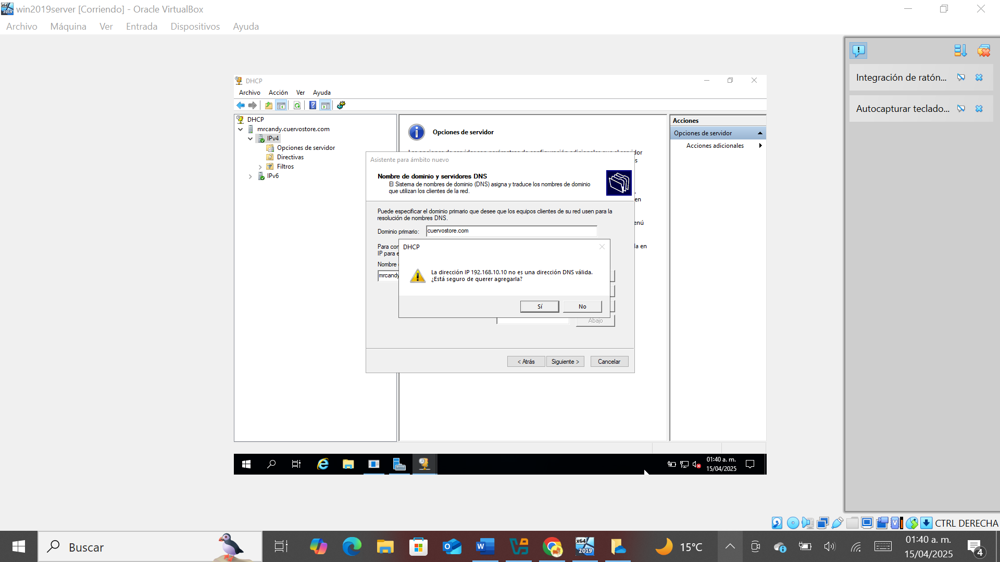 win2019server [Corriendo] - Oracle VirtualBox
Archivo Máquina Ver Entrada Dispositivos Ayuda
Integración de ratón...
Autocapturar teclado...
DHCP
Archivo Acción Ver Ayuda
DHCP
mrcandy.cuervostore.com
IPv4
Opciones de servidor
Directivas
Filtros
IPv6
Opciones de servidor
Acciones
Opciones de servidor
Acciones adicionales
Asistente para ámbito nuevo
Nombre de dominio y servidores DNS
El Sistema de nombres de dominio (DNS) asigna y traduce los nombres de dominio
que utilizan los clientes de la red.
Puede especificar el dominio primario que desee que los equipos clientes de su red usen para la
resolución de nombres DNS.
Dominio primario: cuervostore.com
Para con
IP para e
Nombre
mrcandy
DHCP
La dirección IP 192.168.10.10 no es una dirección DNS válida.
¿Está seguro de querer agregarla?
Sí No
Abajo
< Atrás Siguiente > Cancelar
01:40 a. m.
15/04/2025
CTRL DERECHA
Buscar
15°C
01:40 a. m.
15/04/2025
4